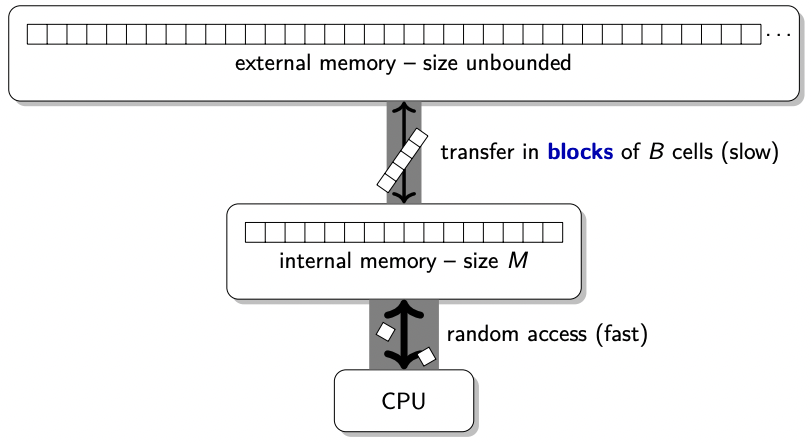 ...
external memory – size unbounded
transfer in blocks of B cells (slow)
internal memory – size M
random access (fast)
CPU